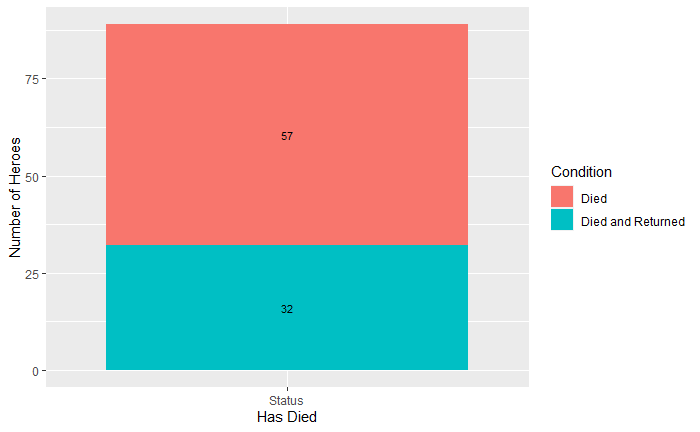 75
50
25
0
Number of Heroes
57
32
Status
Has Died
Condition
Died
Died and Returned